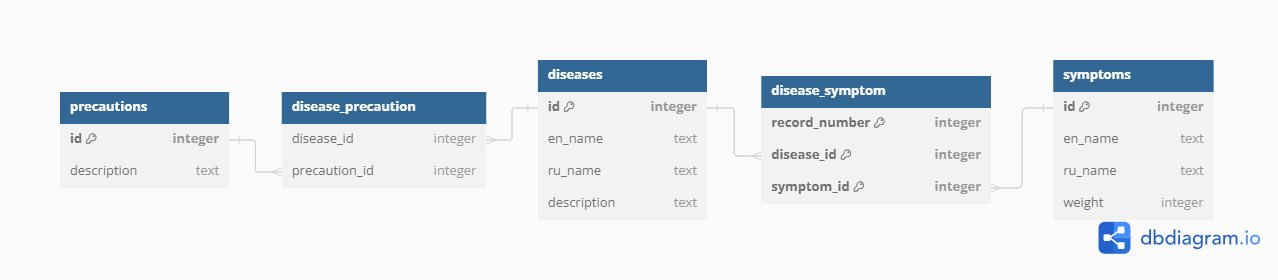 precautions
id integer
description text
disease_precaution
disease_id integer
precaution_id integer
diseases
id integer
en_name text
ru_name text
description text
disease_symptom
record_number integer
disease_id integer
symptom_id integer
symptoms
id integer
en_name text
ru_name text
weight integer
dbdiagram.io